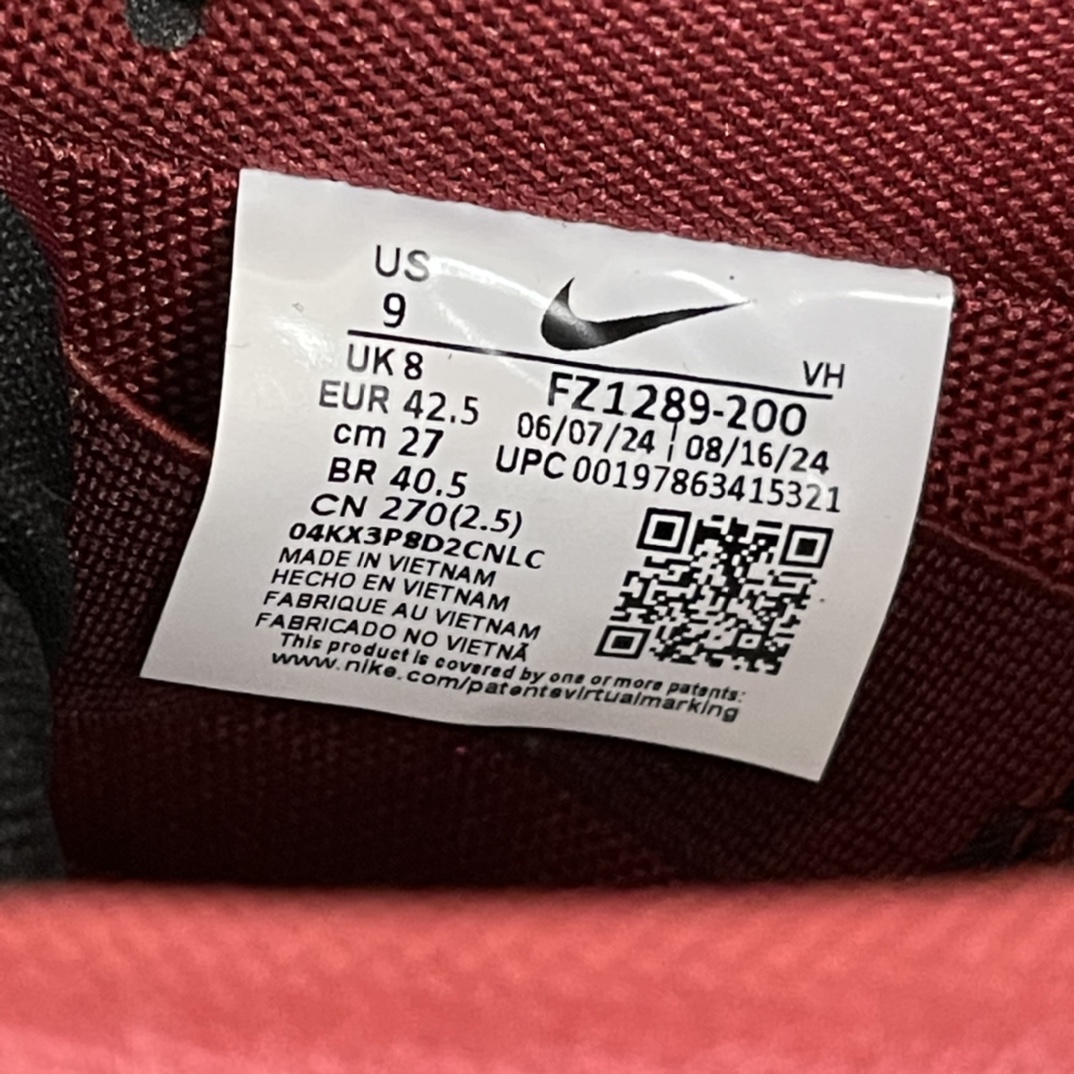 US
9
VH
UK 8
EUR 42.5
cm 27
BR 40.5
CN 270(2.5)
FZ1289-200
06/07/24 | 08/16/24
UPC 00197863415321
04KX3P8D2CNLC
MADE IN VIETNAM
HECHO EN VIETNAM
FABRIQUE AU VIETNAM
FABRICADO NO VIETNÃ
This product is covered by one or more patents:
www.nike.com/patentsvirtualmarking